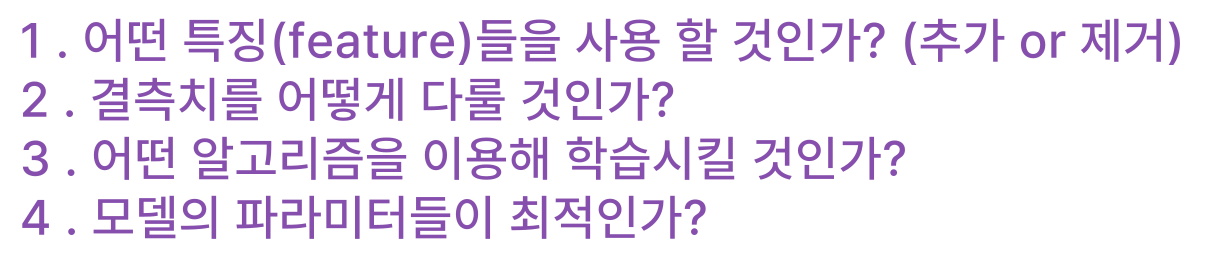 1 . 어떤 특징(feature)들을 사용 할 것인가? (추가 or 제거)
2 . 결측치를 어떻게 다룰 것인가?
3 . 어떤 알고리즘을 이용해 학습시킬 것인가?
4 . 모델의 파라미터들이 최적인가?